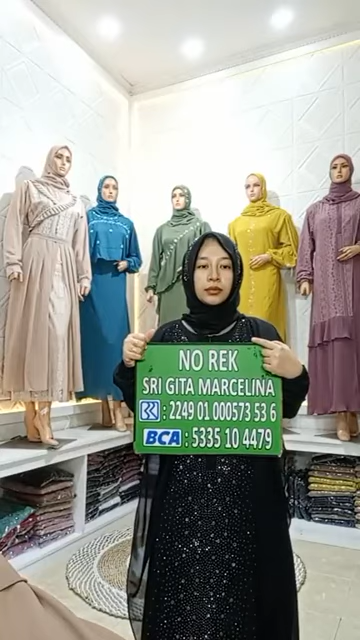 NO REK
SRI GITA MARCELINA
BRI : 2249 01 000573 53 6
BCA : 5335 10 4479